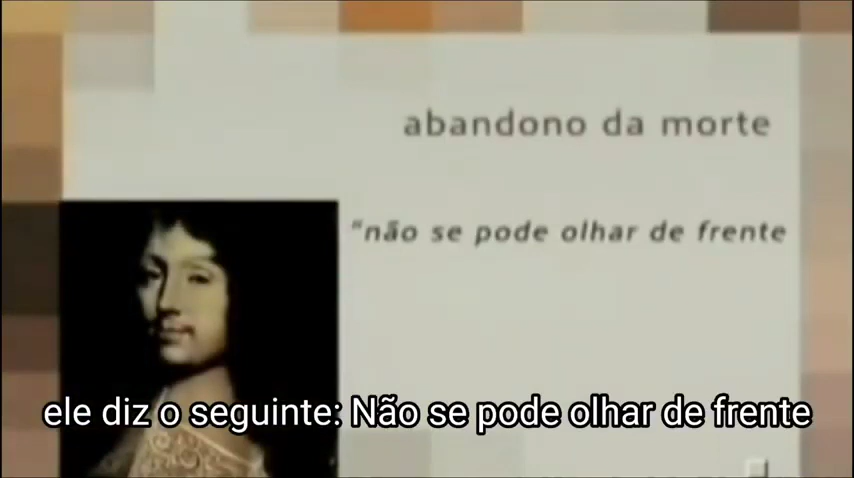 abandono da morte
"não se pode olhar de frente
ele diz o seguinte: Não se pode olhar de frente